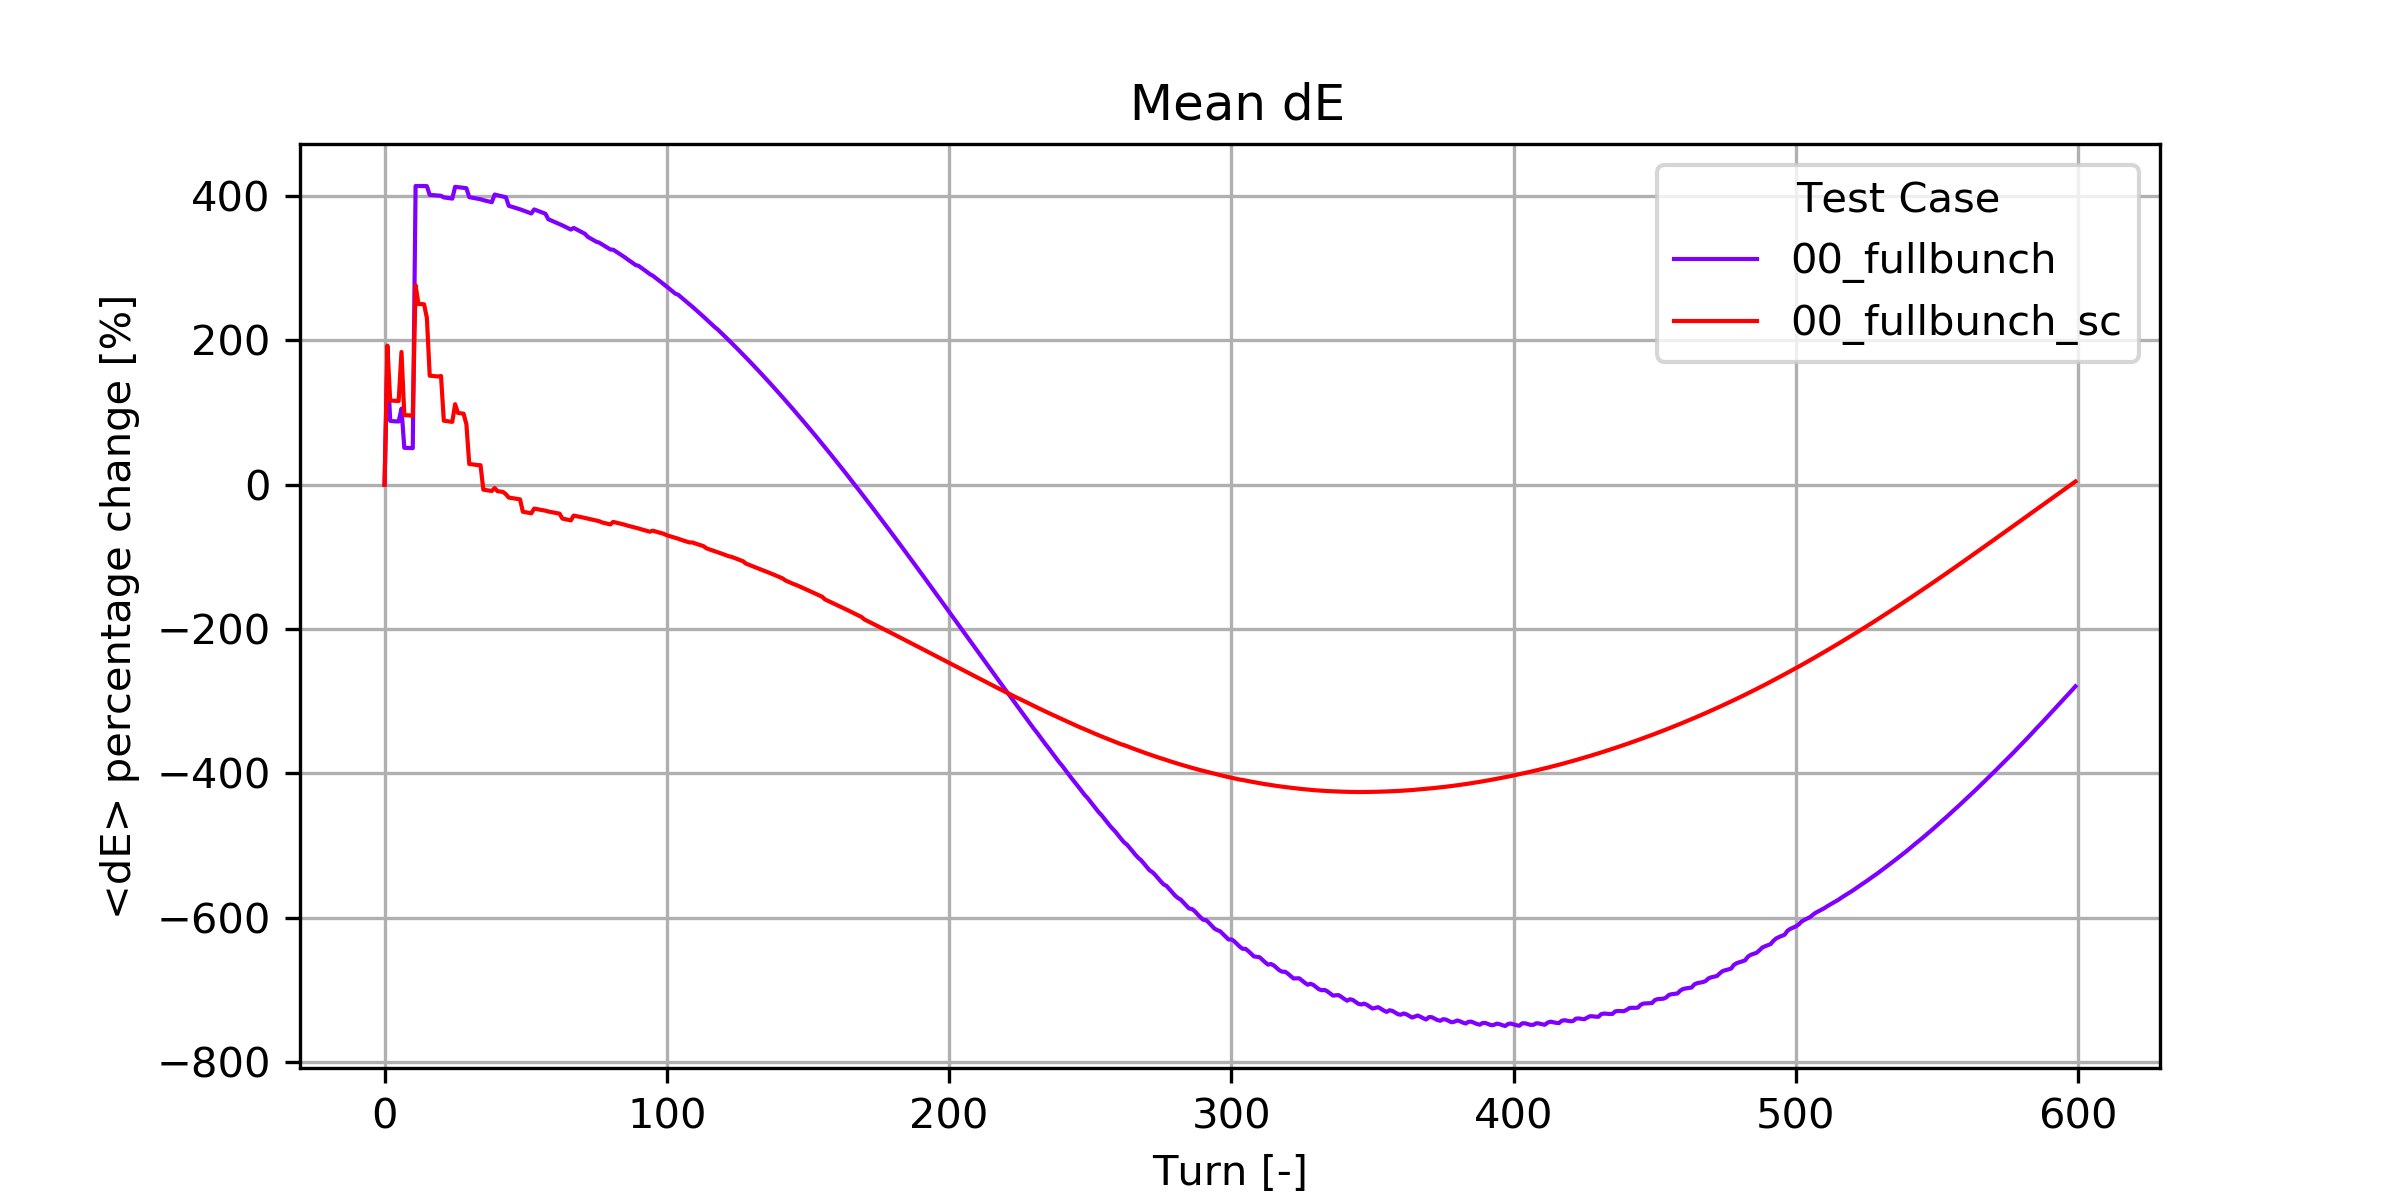 Mean dE
<dE> percentage change [%]
400
200
0
−200
−400
−600
−800
Test Case
00_fullbunch
00_fullbunch_sc
0 100 200 300 400 500 600
Turn [-]